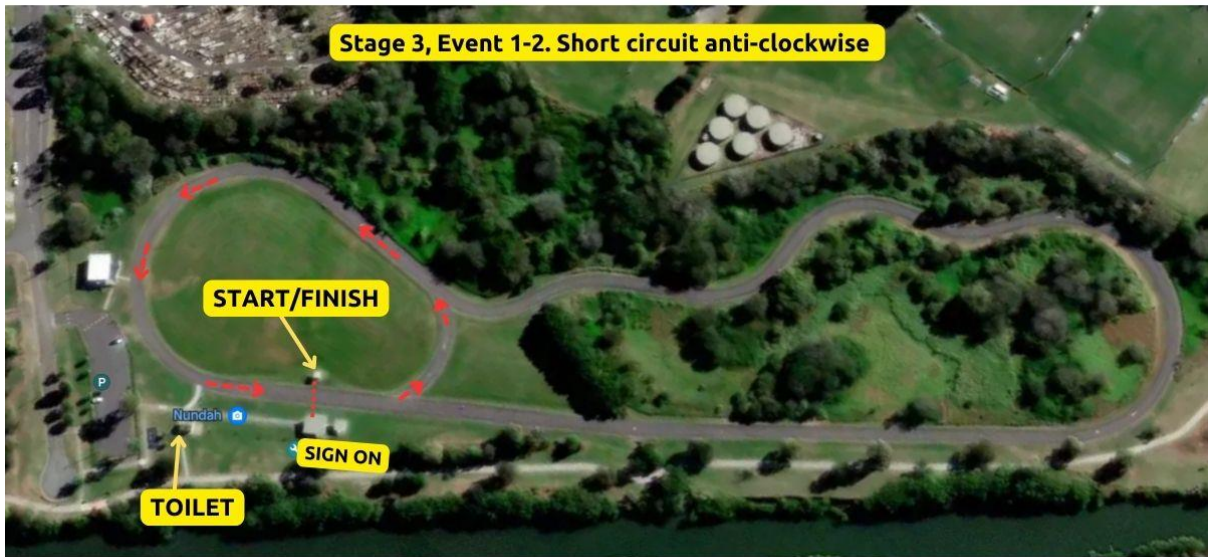 Stage 3, Event 1-2. Short circuit anti-clockwise
START/FINISH
P
Nundah
SIGN ON
TOILET